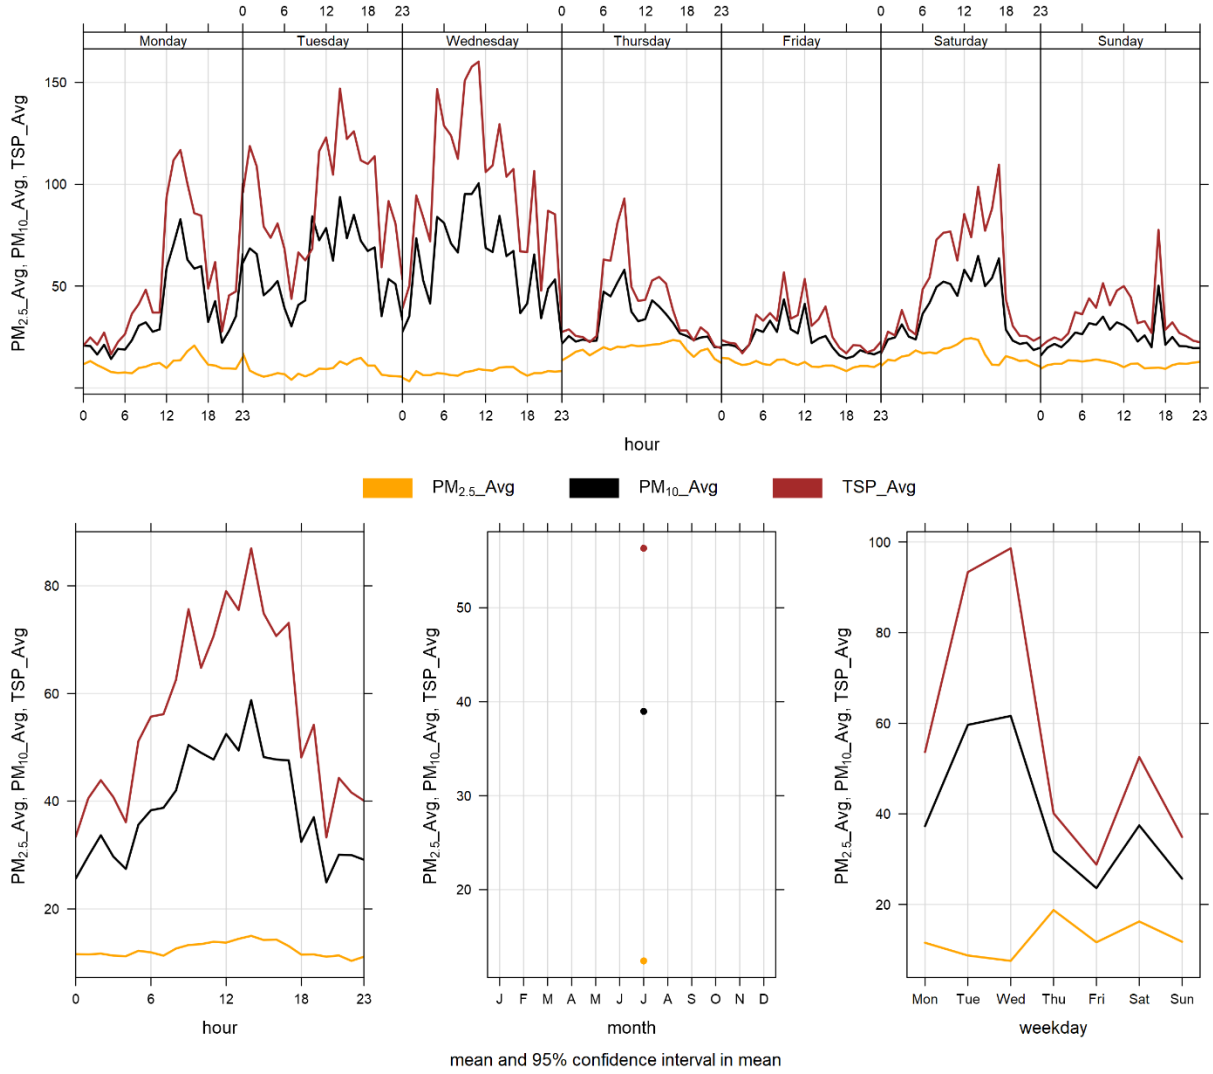 0 6 12 18 23 0 6 12 18 23 0 6 12 18 23
Monday Tuesday Wednesday Thursday Friday Saturday Sunday
PM2.5_Avg, PM10_Avg, TSP_Avg
150
100
50
0 6 12 18 23 0 6 12 18 23 0 6 12 18 23 0 6 12 18 23
hour
PM2.5_Avg PM10_Avg TSP_Avg
PM2.5_Avg, PM10_Avg, TSP_Avg
80
60
40
20
0 6 12 18 23
hour
PM2.5_Avg, PM10_Avg, TSP_Avg
50
40
30
20
J F M A M J J A S O N D
month
PM2.5_Avg, PM10_Avg, TSP_Avg
100
80
60
40
20
Mon Tue Wed Thu Fri Sat Sun
weekday
mean and 95% confidence interval in mean